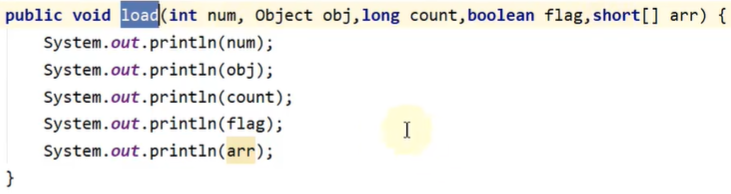 public void load(int num, Object obj,long count,boolean flag,short[] arr) {
System.out.println(num);
System.out.println(obj);
System.out.println(count);
System.out.println(flag);
System.out.println(arr);
}